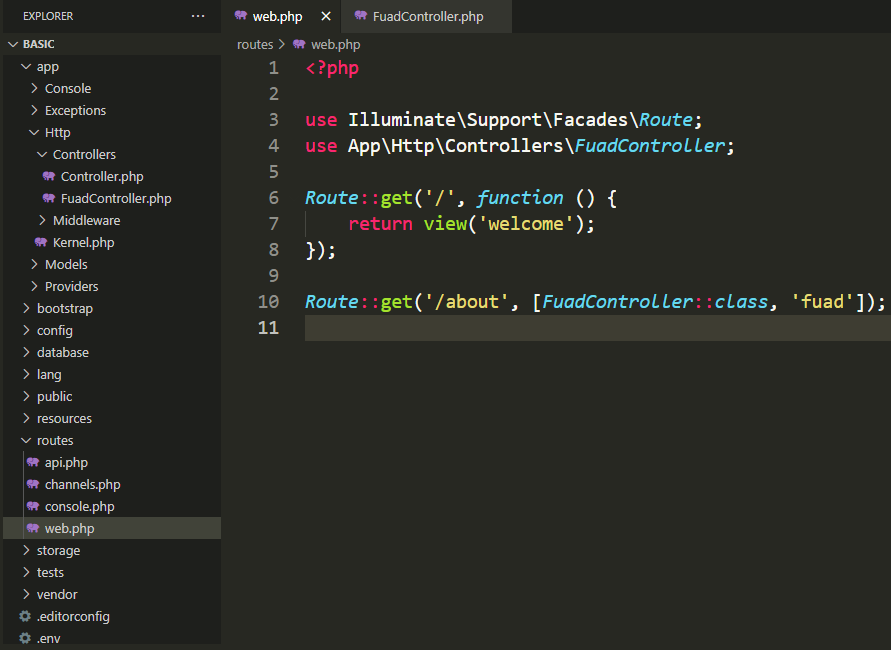 EXPLORER ...
BASIC
app
Console
Exceptions
Http
Controllers
Controller.php
FuadController.php
Middleware
Kernel.php
Models
Providers
bootstrap
config
database
lang
public
resources
routes
api.php
channels.php
console.php
web.php
storage
tests
vendor
.editorconfig
.env
web.php FuadController.php
routes > web.php
1 <?php
2
3 use Illuminate\Support\Facades\Route;
4 use App\Http\Controllers\FuadController;
5
6 Route::get('/', function () {
7     return view('welcome');
8 });
9
10 Route::get('/about', [FuadController::class, 'fuad']);
11